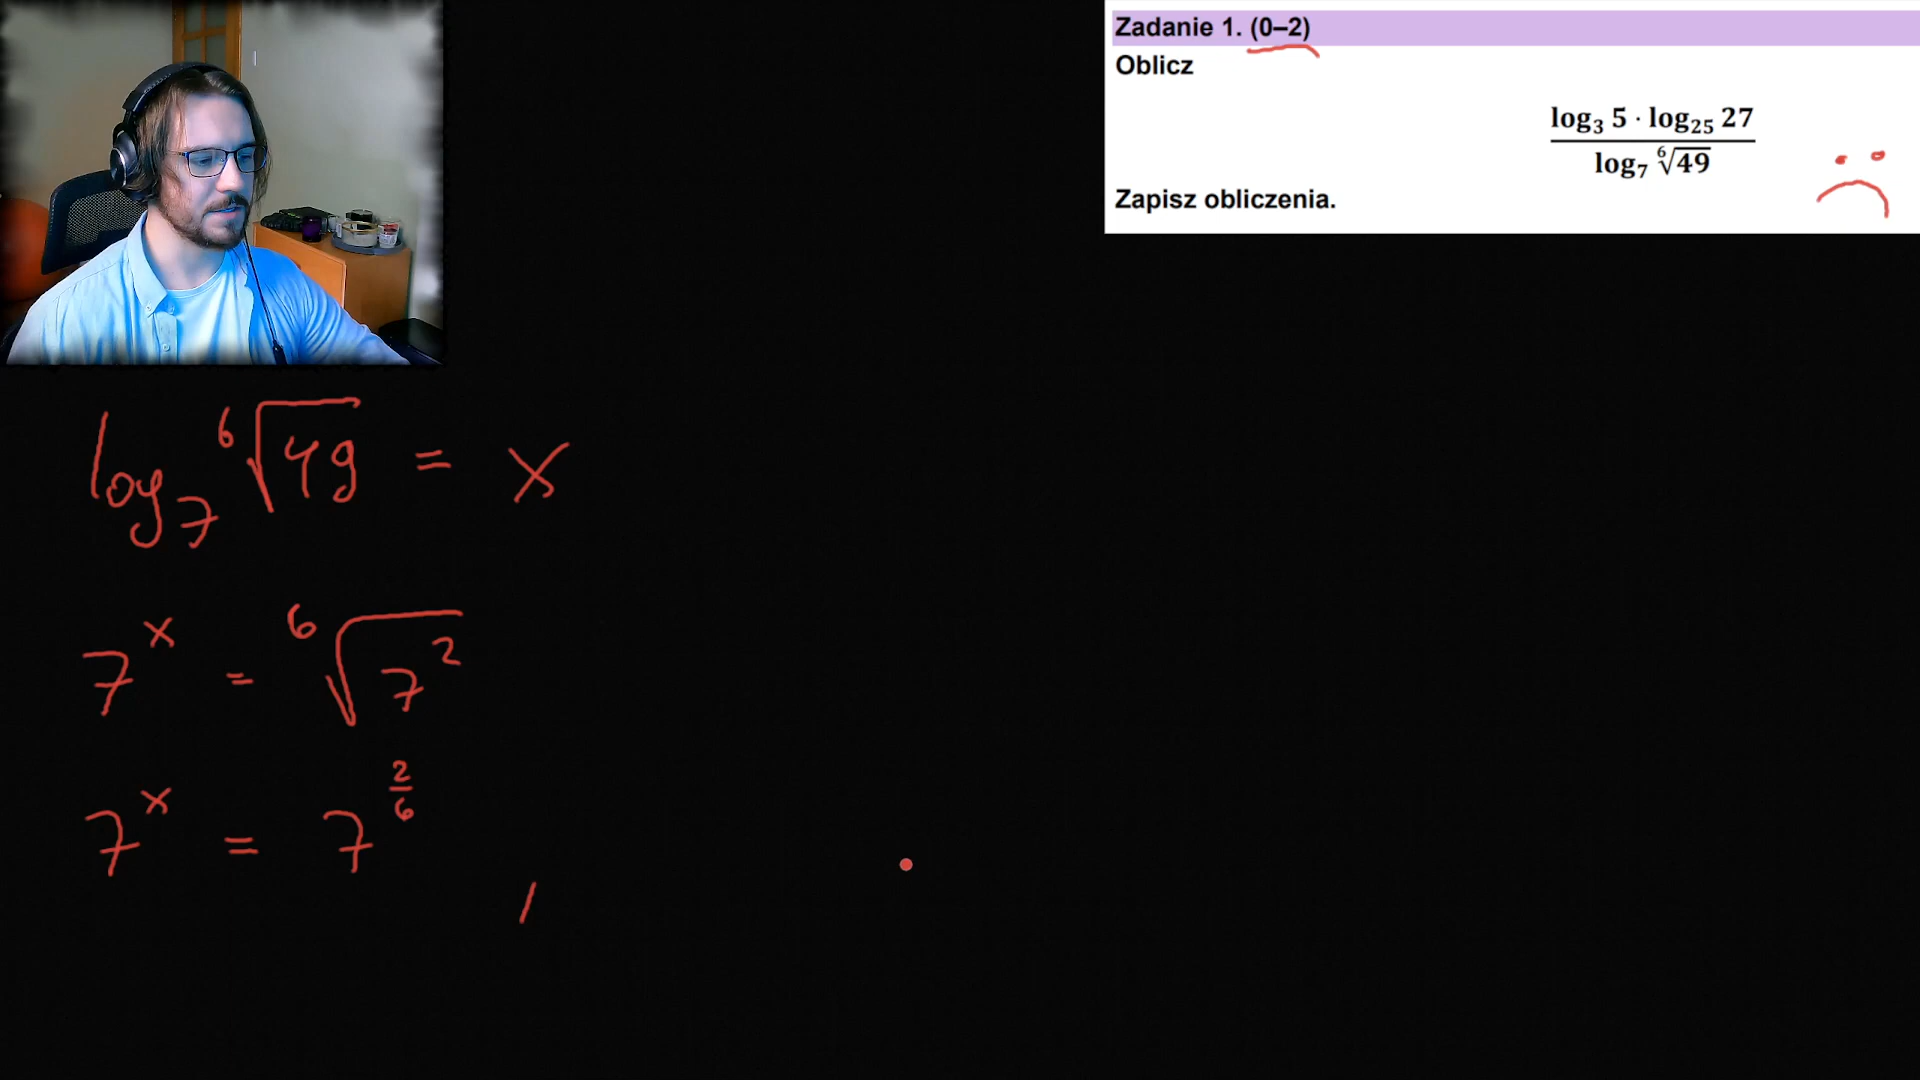 Zadanie 1. (0–2)
Oblicz
log₃ 5 · log₂₅ 27
log₇ ⁶√49
Zapisz obliczenia.
log₇ ⁶√49 = x
7ˣ = ⁶√7²
7ˣ = 7^(2/6)